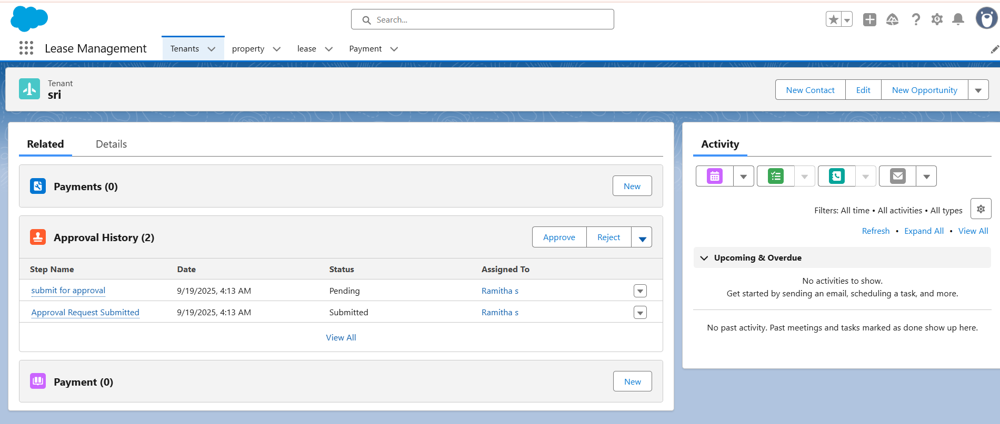 Search...
Lease Management
Tenants
property
lease
Payment
Tenant
sri
New Contact
Edit
New Opportunity
Related
Details
Payments (0)
New
Approval History (2)
Approve
Reject
Step Name Date Status Assigned To
submit for approval 9/19/2025, 4:13 AM Pending Ramitha s
Approval Request Submitted 9/19/2025, 4:13 AM Submitted Ramitha s
View All
Payment (0)
New
Activity
Filters: All time • All activities • All types
Refresh • Expand All • View All
Upcoming & Overdue
No activities to show.
Get started by sending an email, scheduling a task, and more.
No past activity. Past meetings and tasks marked as done show up here.